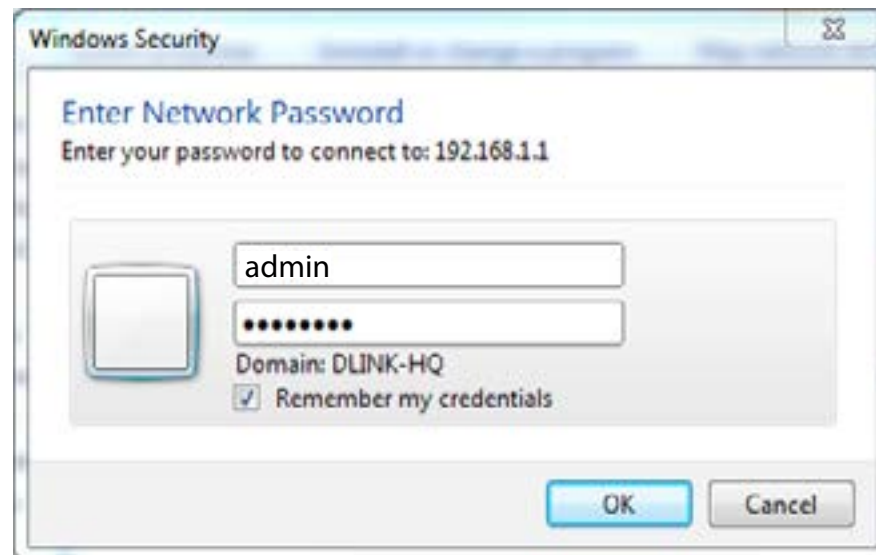 Windows Security
Enter Network Password
Enter your password to connect to: 192.168.1.1
admin
••••••••
Domain: DLINK-HQ
Remember my credentials
OK
Cancel